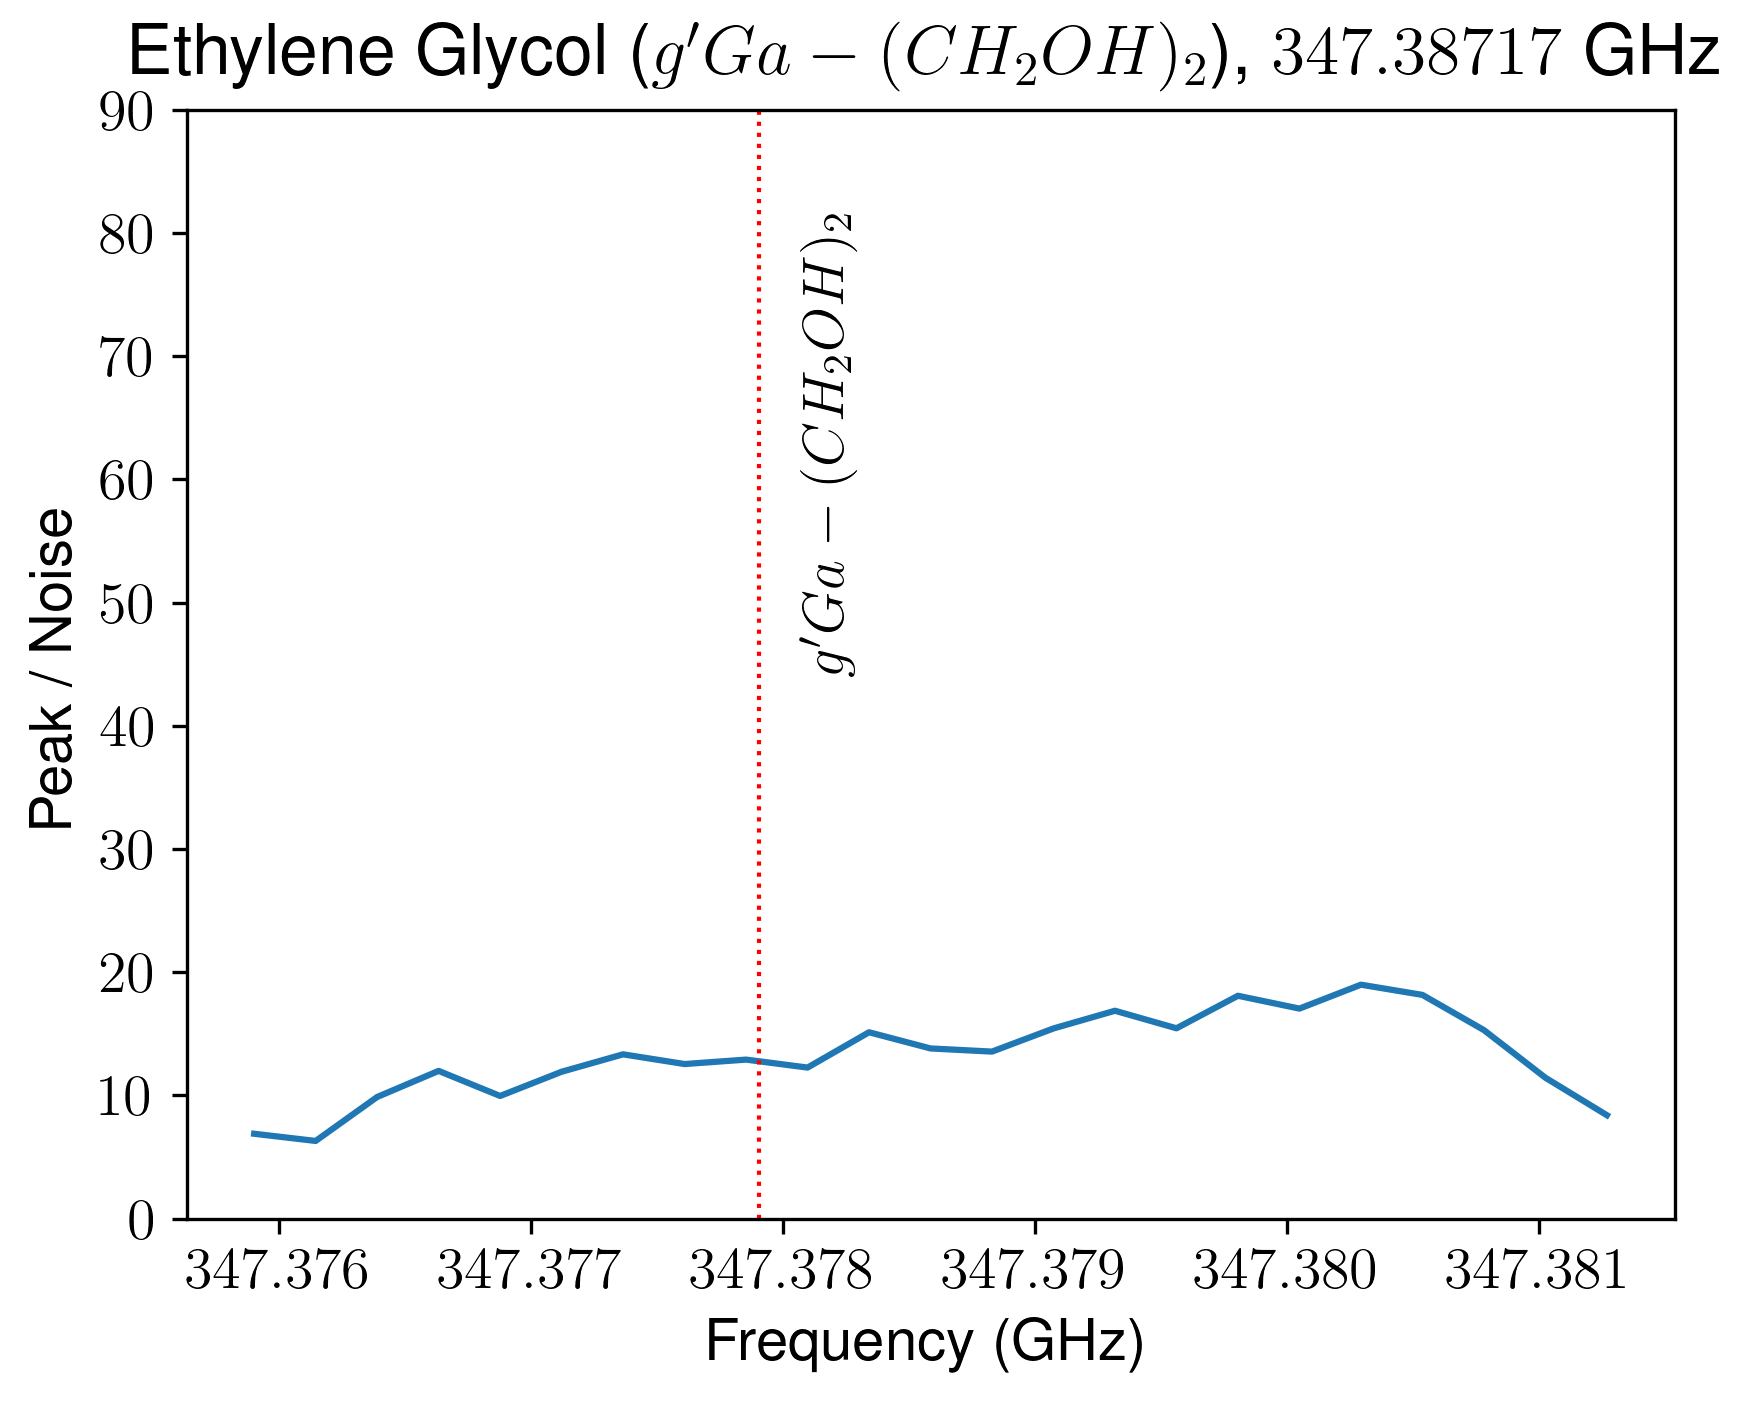 Ethylene Glycol (g′Ga − (CH₂OH)₂), 347.38717 GHz
90
80
70
60
50
40
30
20
10
0
Peak / Noise
g′Ga − (CH₂OH)₂
347.376 347.377 347.378 347.379 347.380 347.381
Frequency (GHz)